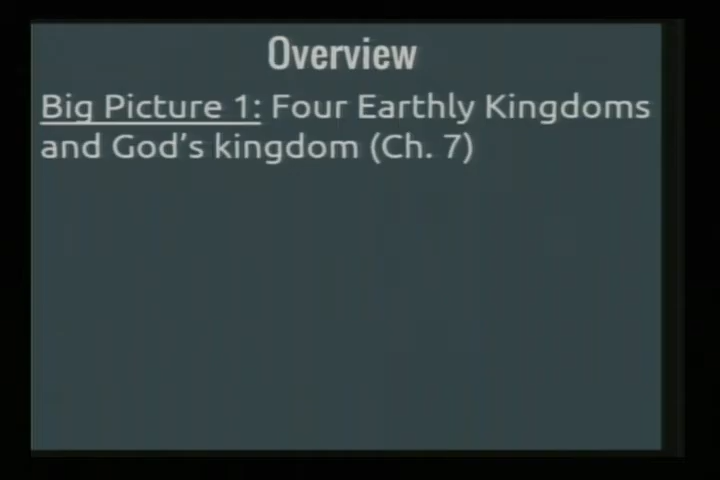 Overview
Big Picture 1: Four Earthly Kingdoms
and God's kingdom (Ch. 7)